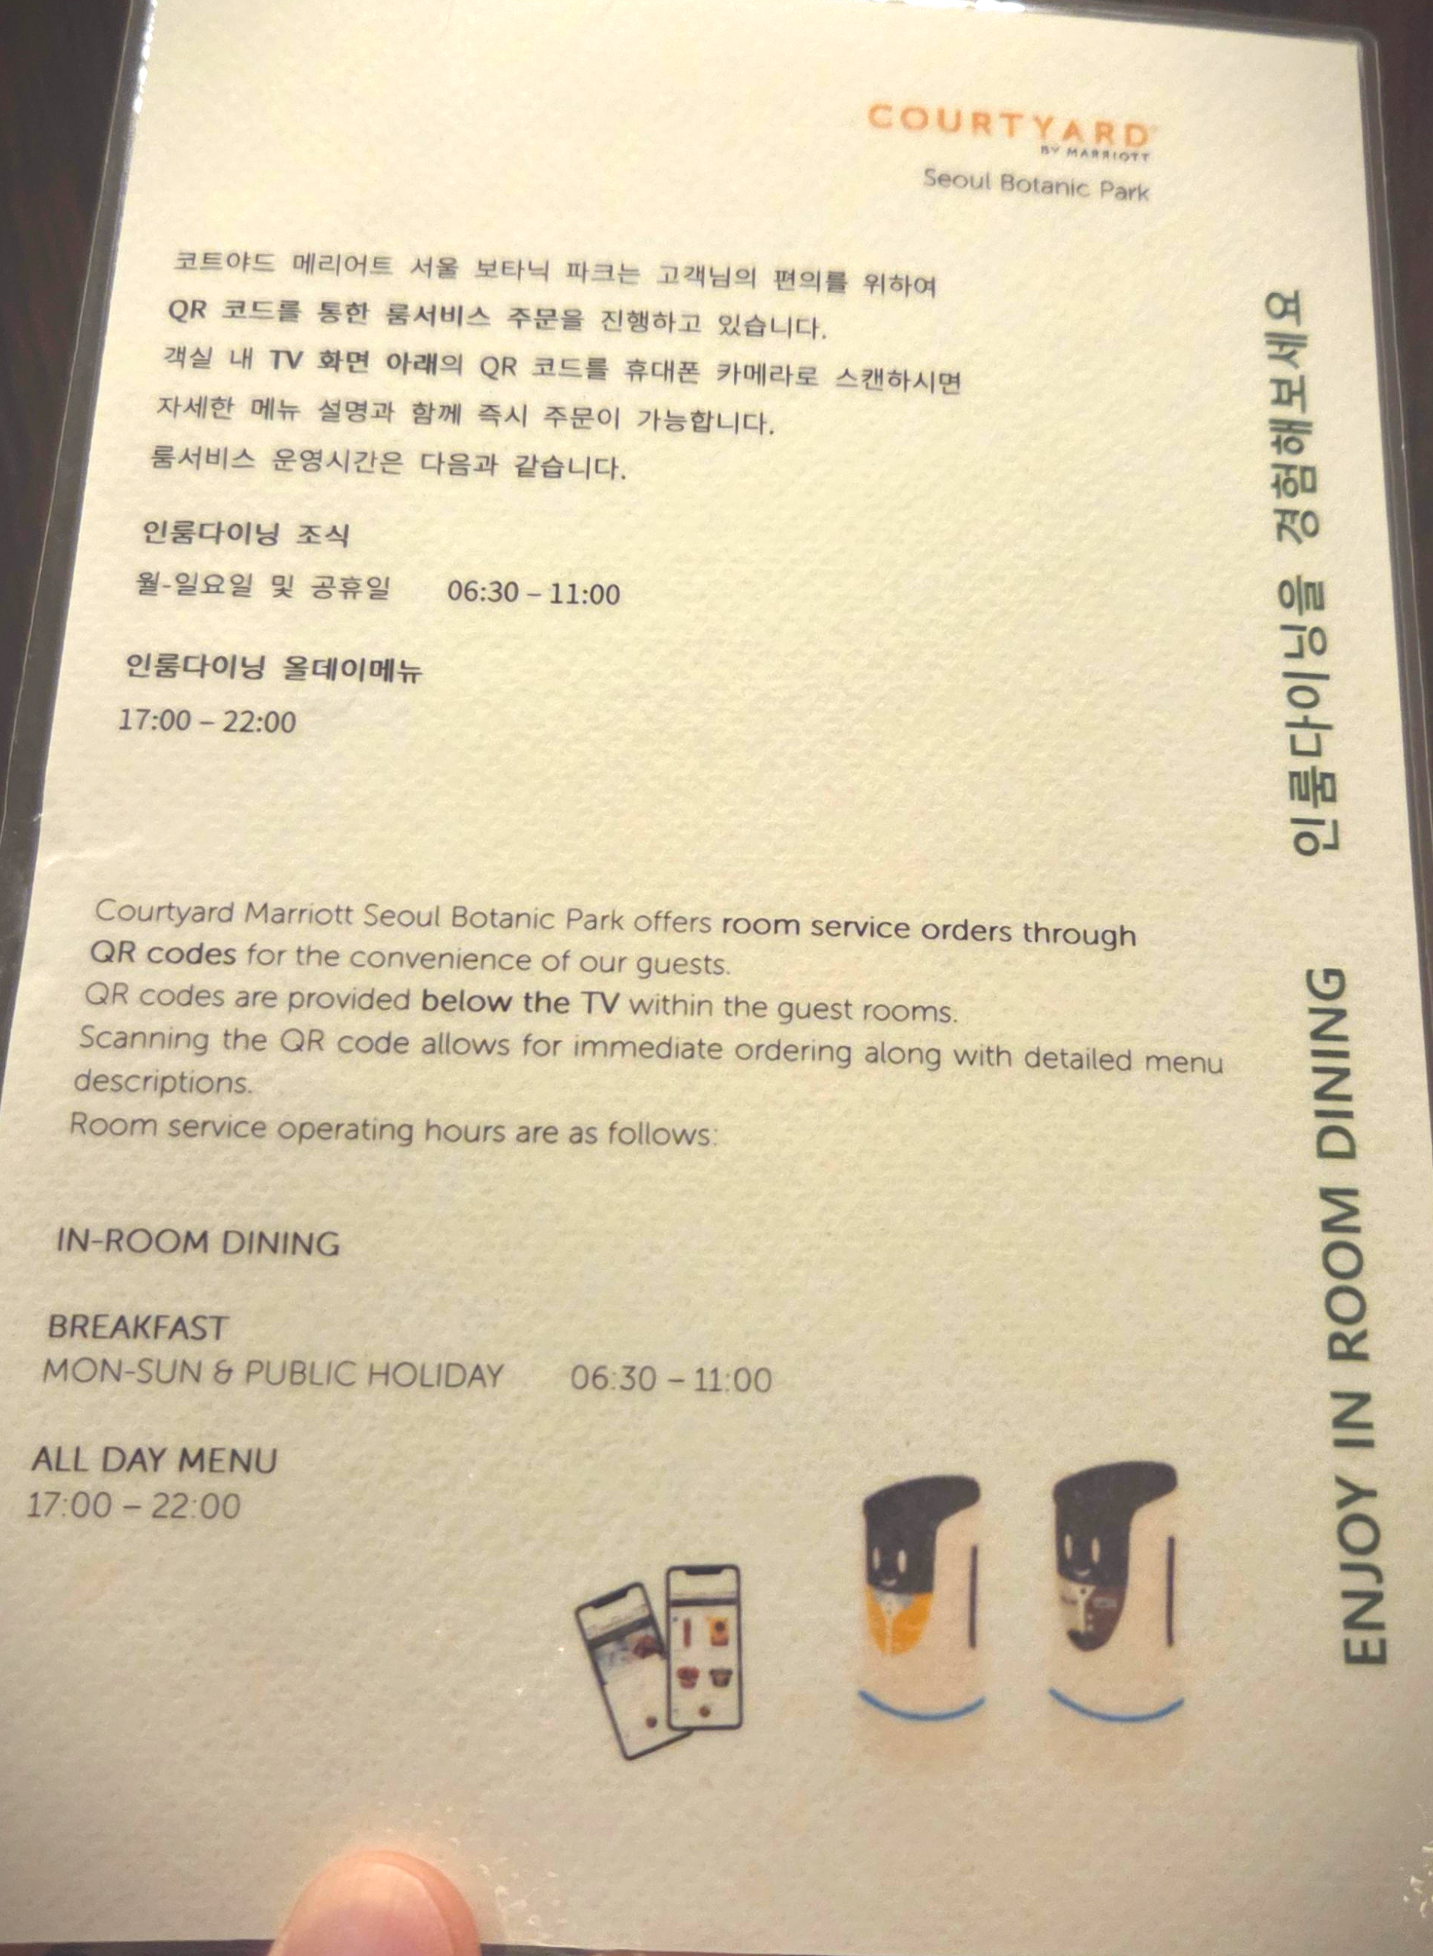 COURTYARD
BY MARRIOTT
Seoul Botanic Park
코트야드 메리어트 서울 보타닉 파크는 고객님의 편의를 위하여
QR 코드를 통한 룸서비스 주문을 진행하고 있습니다.
객실 내 TV 화면 아래의 QR 코드를 휴대폰 카메라로 스캔하시면
자세한 메뉴 설명과 함께 즉시 주문이 가능합니다.
룸서비스 운영시간은 다음과 같습니다.
인룸다이닝 조식
월-일요일 및 공휴일 06:30 – 11:00
인룸다이닝 올데이메뉴
17:00 – 22:00
Courtyard Marriott Seoul Botanic Park offers room service orders through
QR codes for the convenience of our guests.
QR codes are provided below the TV within the guest rooms.
Scanning the QR code allows for immediate ordering along with detailed menu
descriptions.
Room service operating hours are as follows:
IN-ROOM DINING
BREAKFAST
MON-SUN & PUBLIC HOLIDAY 06:30 – 11:00
ALL DAY MENU
17:00 – 22:00
ENJOY IN ROOM DINING 인룸다이닝을 경험해보세요